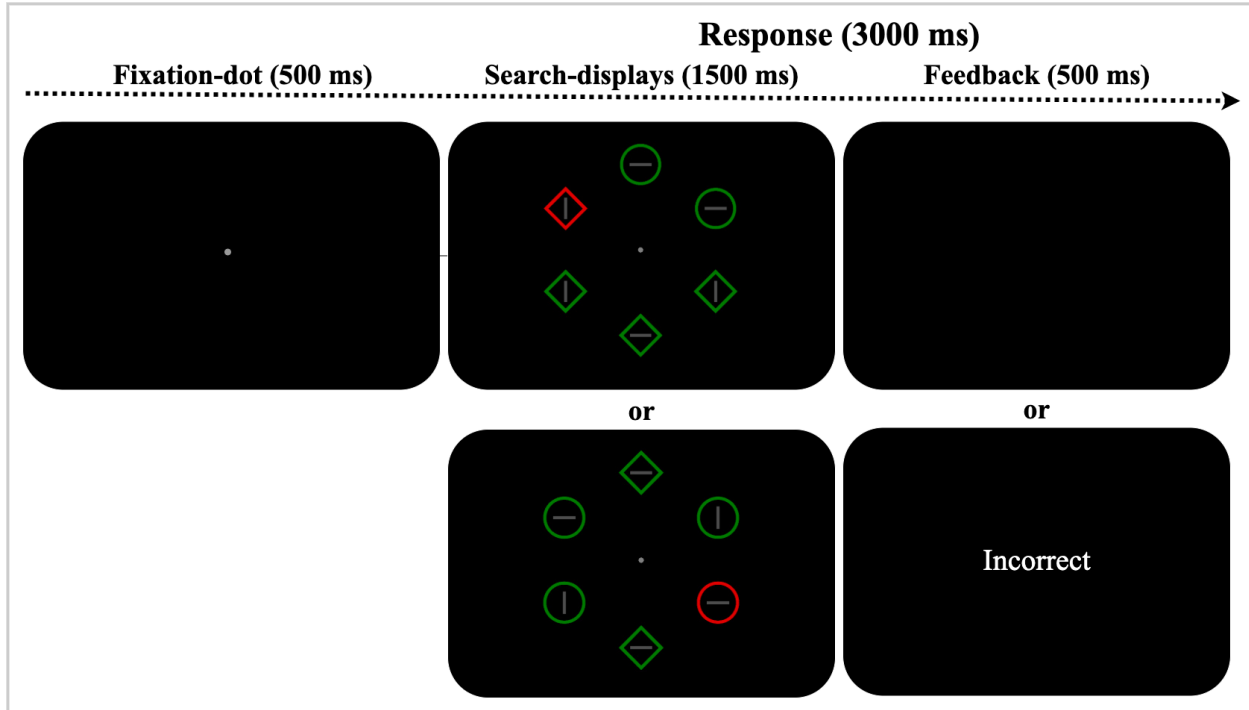 Response (3000 ms)
Fixation-dot (500 ms) Search-displays (1500 ms) Feedback (500 ms)
or or
Incorrect